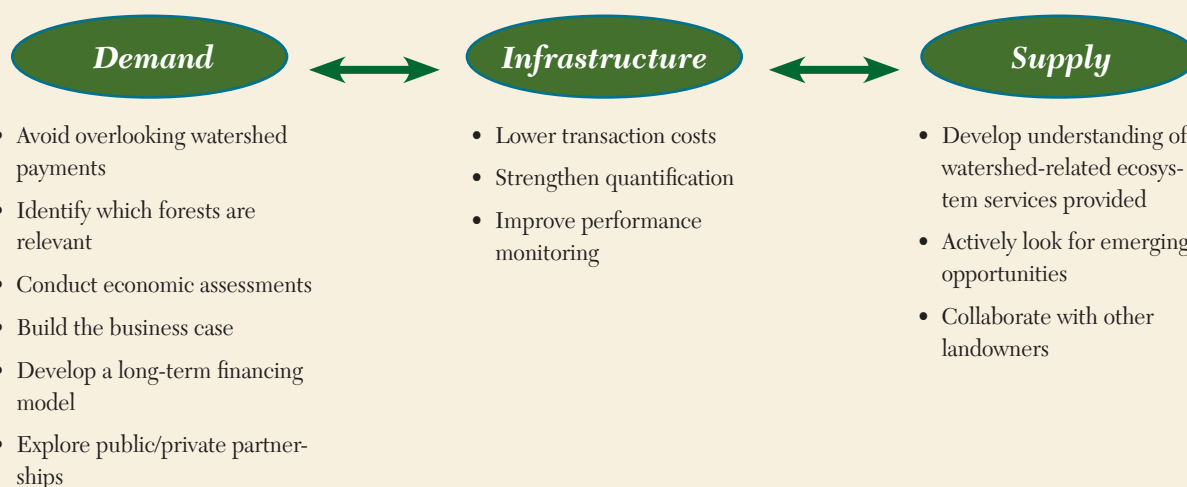 Demand
• Avoid overlooking watershed
payments
• Identify which forests are
relevant
• Conduct economic assessments
• Build the business case
• Develop a long-term financing
model
• Explore public/private partner-
ships
Infrastructure
• Lower transaction costs
• Strengthen quantification
• Improve performance
monitoring
Supply
• Develop understanding of
watershed-related ecosys-
tem services provided
• Actively look for emerging
opportunities
• Collaborate with other
landowners